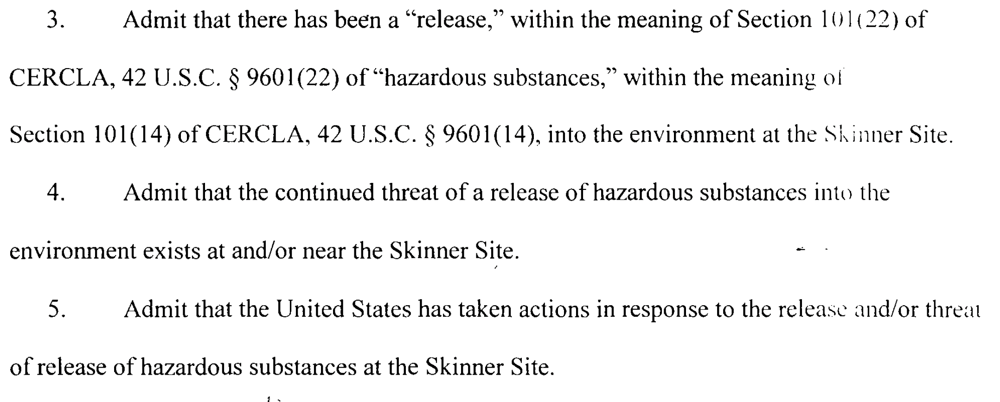 3. Admit that there has been a “release,” within the meaning of Section 101(22) of
CERCLA, 42 U.S.C. § 9601(22) of “hazardous substances,” within the meaning of
Section 101(14) of CERCLA, 42 U.S.C. § 9601(14), into the environment at the Skinner Site.
4. Admit that the continued threat of a release of hazardous substances into the
environment exists at and/or near the Skinner Site.
5. Admit that the United States has taken actions in response to the release and/or threat
of release of hazardous substances at the Skinner Site.